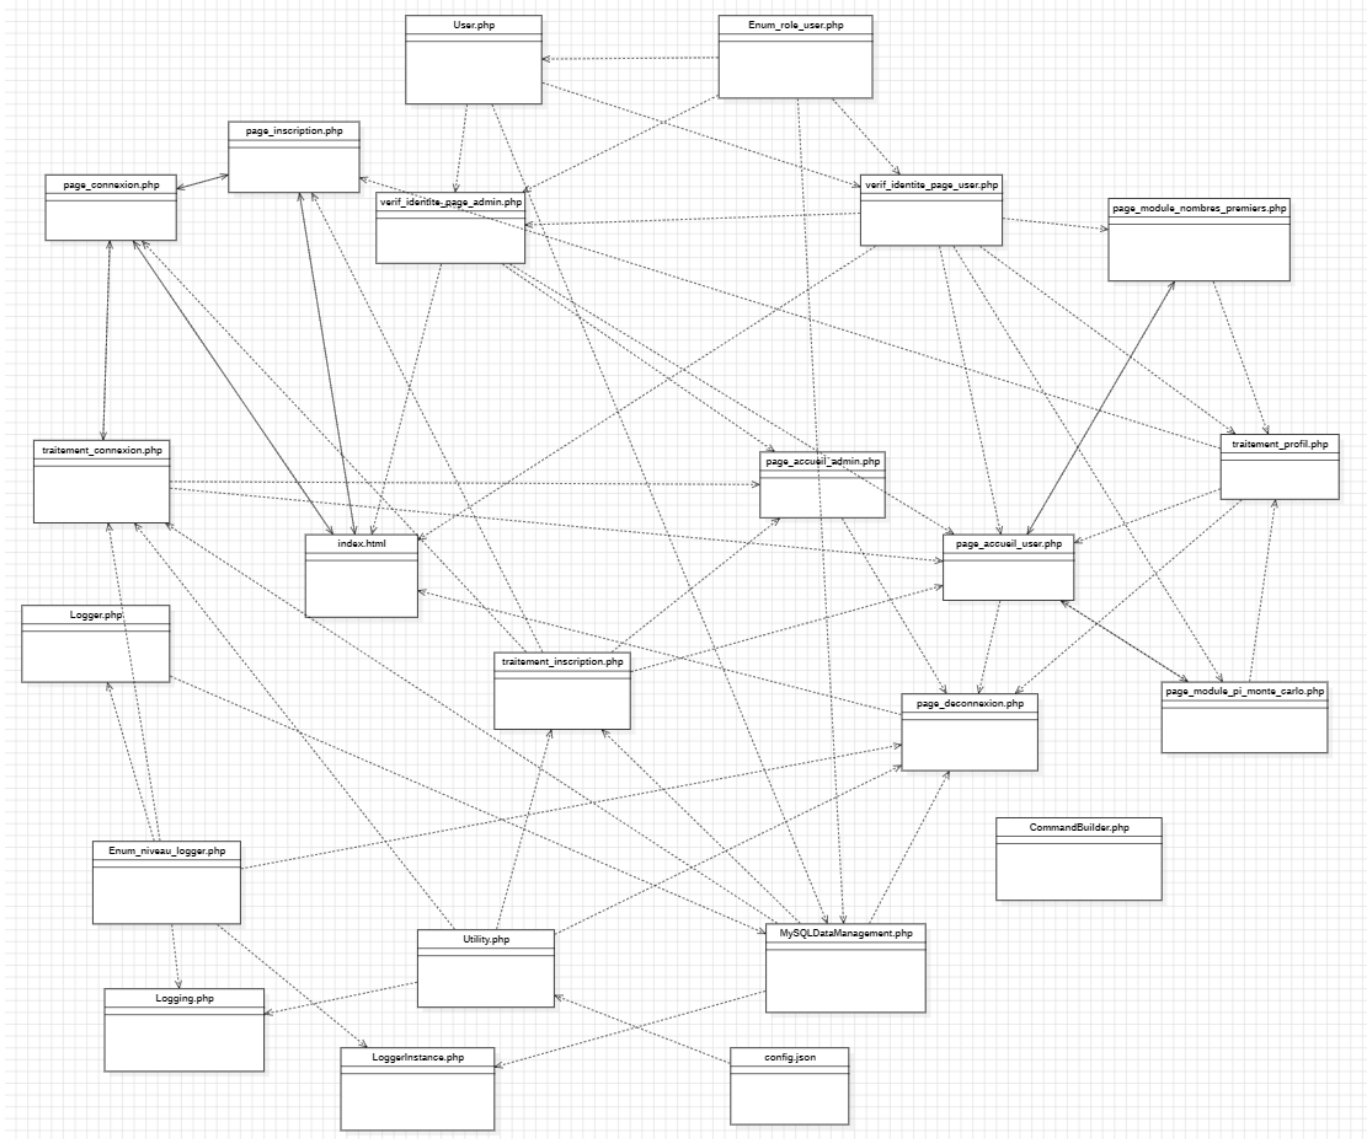 User.php
Enum_role_user.php
page_inscription.php
page_connexion.php
verif_identite_page_admin.php
verif_identite_page_user.php
page_module_nombres_premiers.php
traitement_connexion.php
page_accueil_admin.php
traitement_profil.php
index.html
page_accueil_user.php
Logger.php
traitement_inscription.php
page_deconnexion.php
page_module_pi_monte_carlo.php
CommandBuilder.php
Enum_niveau_logger.php
Utility.php
MySQLDataManagement.php
Logging.php
LoggerInstance.php
config.json